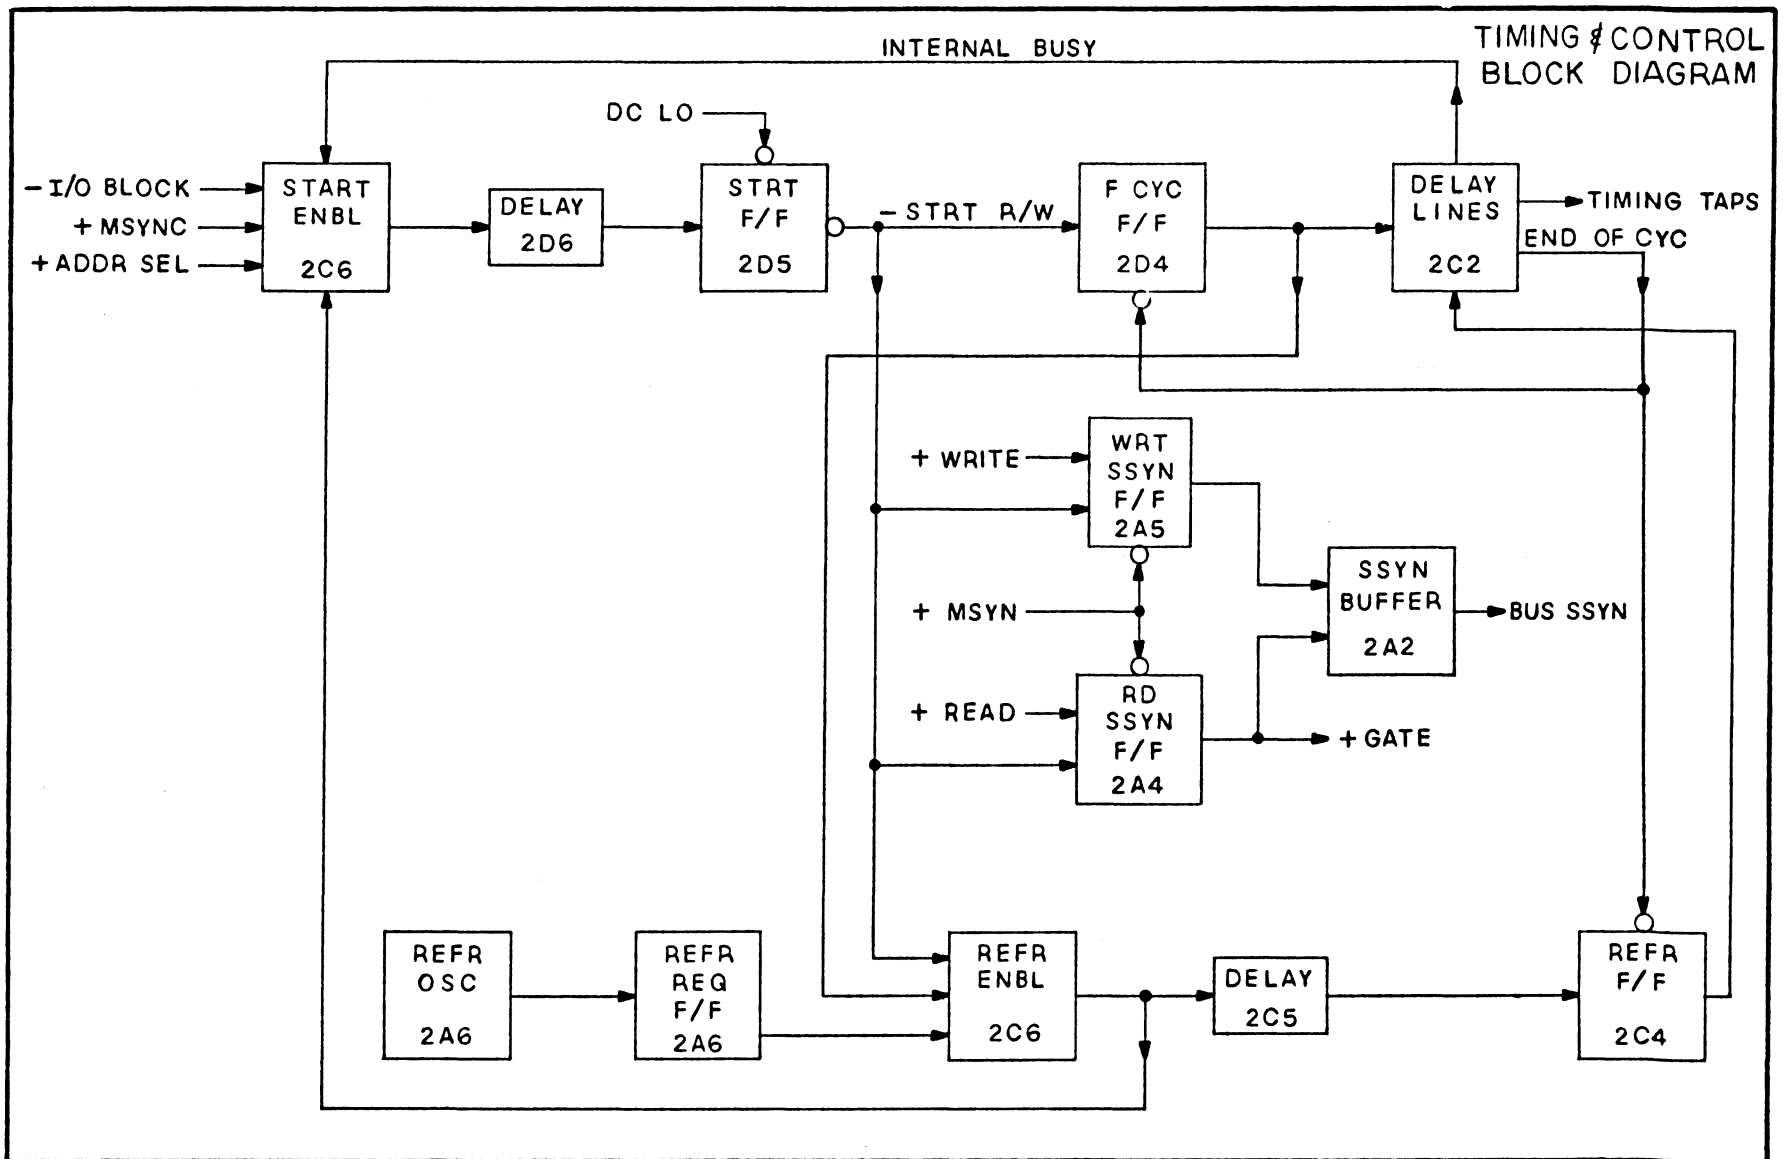 TIMING & CONTROL
BLOCK DIAGRAM
INTERNAL BUSY
DC LO
-I/O BLOCK
+MSYNC
+ADDR SEL
START
ENBL
2C6
DELAY
2D6
STRT
F/F
2D5
-STRT R/W
F CYC
F/F
2D4
DELAY
LINES
2C2
TIMING TAPS
END OF CYC
+ WRITE
WRT
SSYN
F/F
2A5
+ MSYN
SSYN
BUFFER
2A2
BUS SSYN
+ READ
RD
SSYN
F/F
2A4
+GATE
REFR
OSC
2A6
REFR
REQ
F/F
2A6
REFR
ENBL
2C6
DELAY
2C5
REFR
F/F
2C4